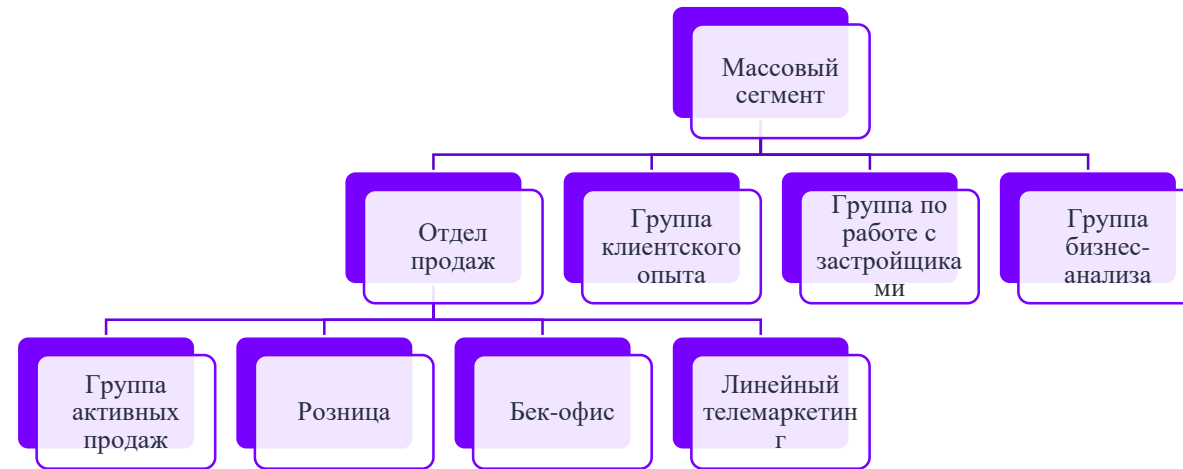 Массовый
сегмент
Отдел
продаж
Группа
клиентского
опыта
Группа по
работе с
застройщика
ми
Группа
бизнес-
анализа
Группа
активных
продаж
Розница
Бек-офис
Линейный
телемаркетин
г